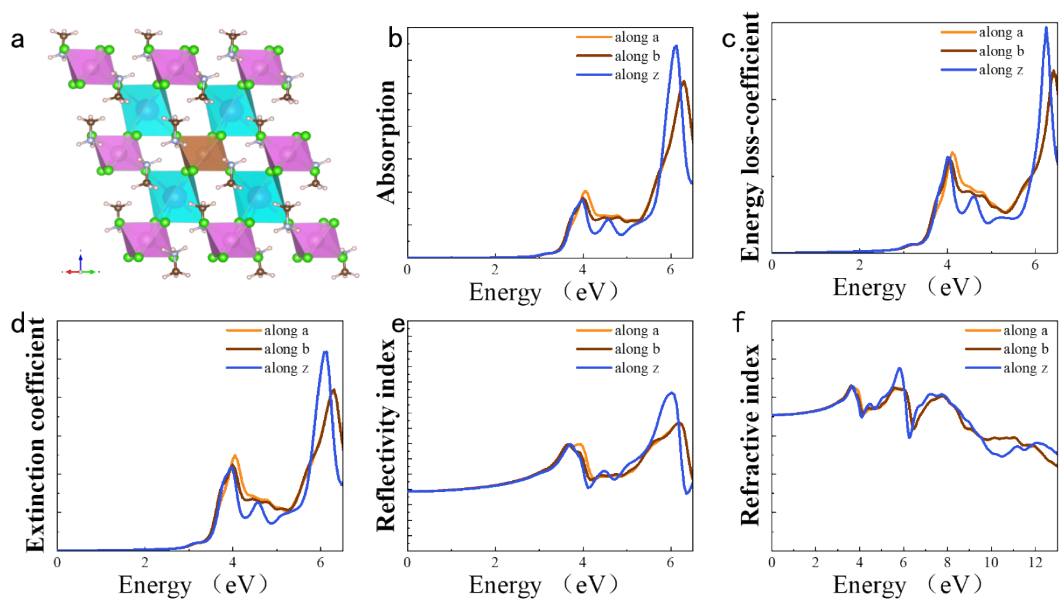 a
b
Absorption
along a
along b
along z
0
2
4
6
Energy （eV）
c
Energy loss-coefficient
along a
along b
along z
0
2
4
6
Energy （eV）
d
Extinction coefficient
along a
along b
along z
0
2
4
6
Energy （eV）
e
Reflectivity index
along a
along b
along z
0
2
4
6
Energy （eV）
f
Refractive index
along a
along b
along z
0
2
4
6
8
10
12
Energy （eV）